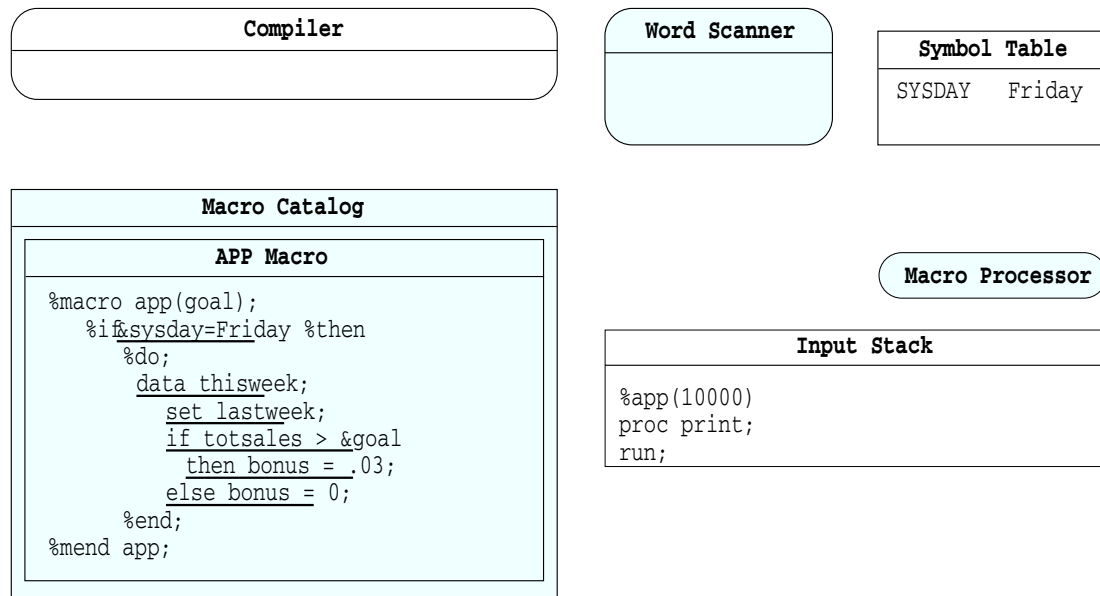 Compiler
Word Scanner
Symbol Table
SYSDAY Friday
Macro Catalog
APP Macro
%macro app(goal);
%if&sysday=Friday %then
%do;
data thisweek;
set lastweek;
if totsales > &goal
then bonus = .03;
else bonus = 0;
%end;
%mend app;
Macro Processor
Input Stack
%app(10000)
proc print;
run;